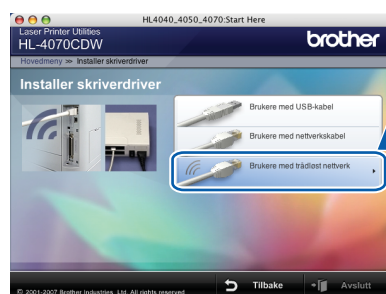 HL4040_4050_4070:Start Here
Laser Printer Utilities
HL-4070CDW
brother
Hovedmeny >> Installer skriverdriver
Installer skriverdriver
Brukere med USB-kabel
Brukere med nettverkskabel
Brukere med trådløst nettverk
© 2001-2007 Brother Industries, Ltd. All rights reserved.
Tilbake
Avslutt